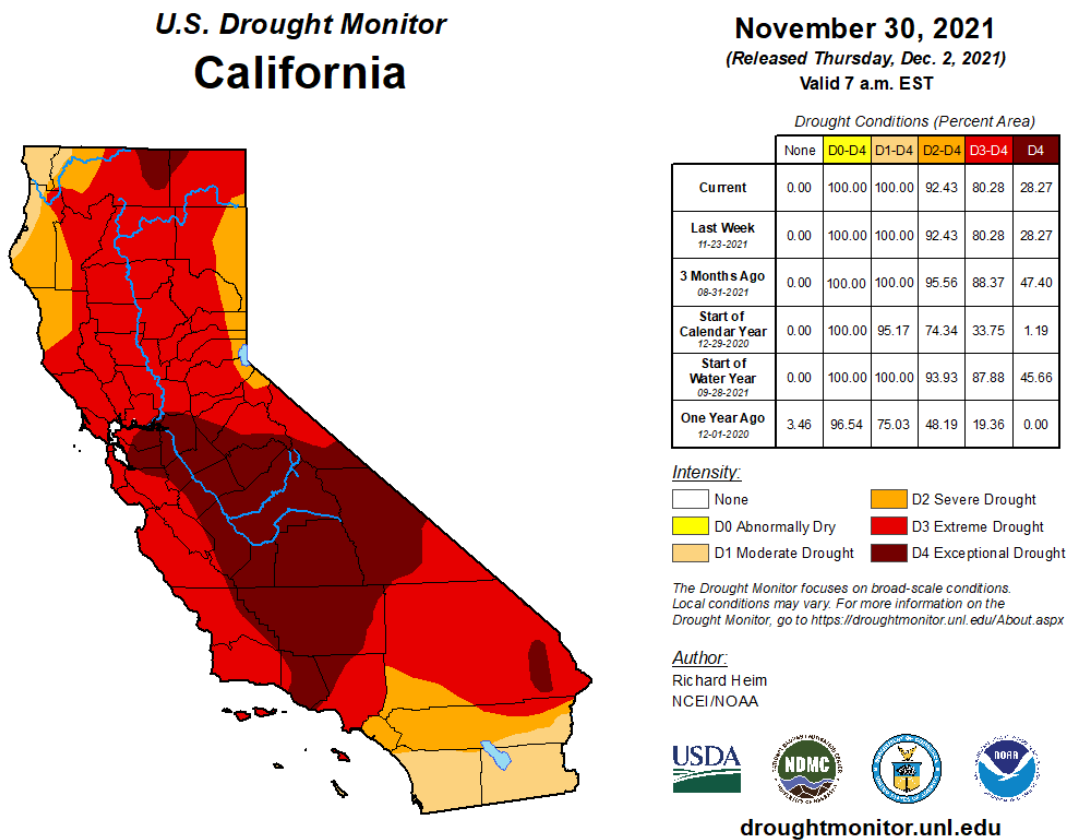 U.S. Drought Monitor
California
November 30, 2021
(Released Thursday, Dec. 2, 2021)
Valid 7 a.m. EST
Drought Conditions (Percent Area)
None D0-D4 D1-D4 D2-D4 D3-D4 D4
Current 0.00 100.00 100.00 92.43 80.28 28.27
Last Week
11-23-2021 0.00 100.00 100.00 92.43 80.28 28.27
3 Months Ago
08-31-2021 0.00 100.00 100.00 95.56 88.37 47.40
Start of
Calendar Year
12-29-2020 0.00 100.00 95.17 74.34 33.75 1.19
Start of
Water Year
09-28-2021 0.00 100.00 100.00 93.93 87.88 45.66
One Year Ago
12-01-2020 3.46 96.54 75.03 48.19 19.36 0.00
Intensity:
None
D0 Abnormally Dry
D1 Moderate Drought
D2 Severe Drought
D3 Extreme Drought
D4 Exceptional Drought
The Drought Monitor focuses on broad-scale conditions.
Local conditions may vary. For more information on the
Drought Monitor, go to https://droughtmonitor.unl.edu/About.aspx
Author:
Richard Heim
NCEI/NOAA
USDA
NDMC
NOAA
droughtmonitor.unl.edu